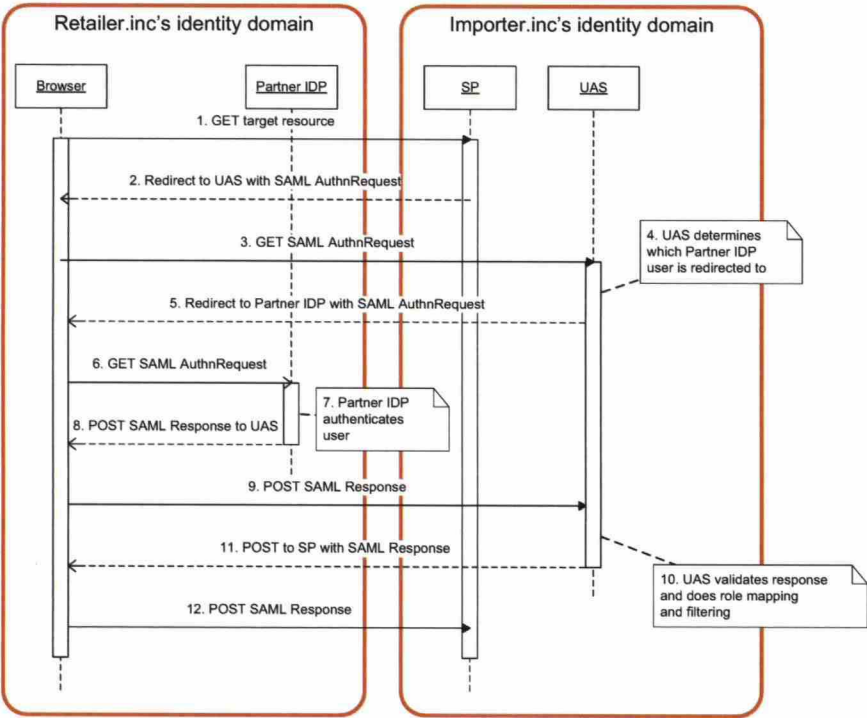 Retailer.inc's identity domain
Importer.inc's identity domain
Browser
Partner IDP
SP
UAS
1. GET target resource
2. Redirect to UAS with SAML AuthnRequest
3. GET SAML AuthnRequest
4. UAS determines
which Partner IDP
user is redirected to
5. Redirect to Partner IDP with SAML AuthnRequest
6. GET SAML AuthnRequest
7. Partner IDP
authenticates
user
8. POST SAML Response to UAS
9. POST SAML Response
11. POST to SP with SAML Response
10. UAS validates response
and does role mapping
and filtering
12. POST SAML Response